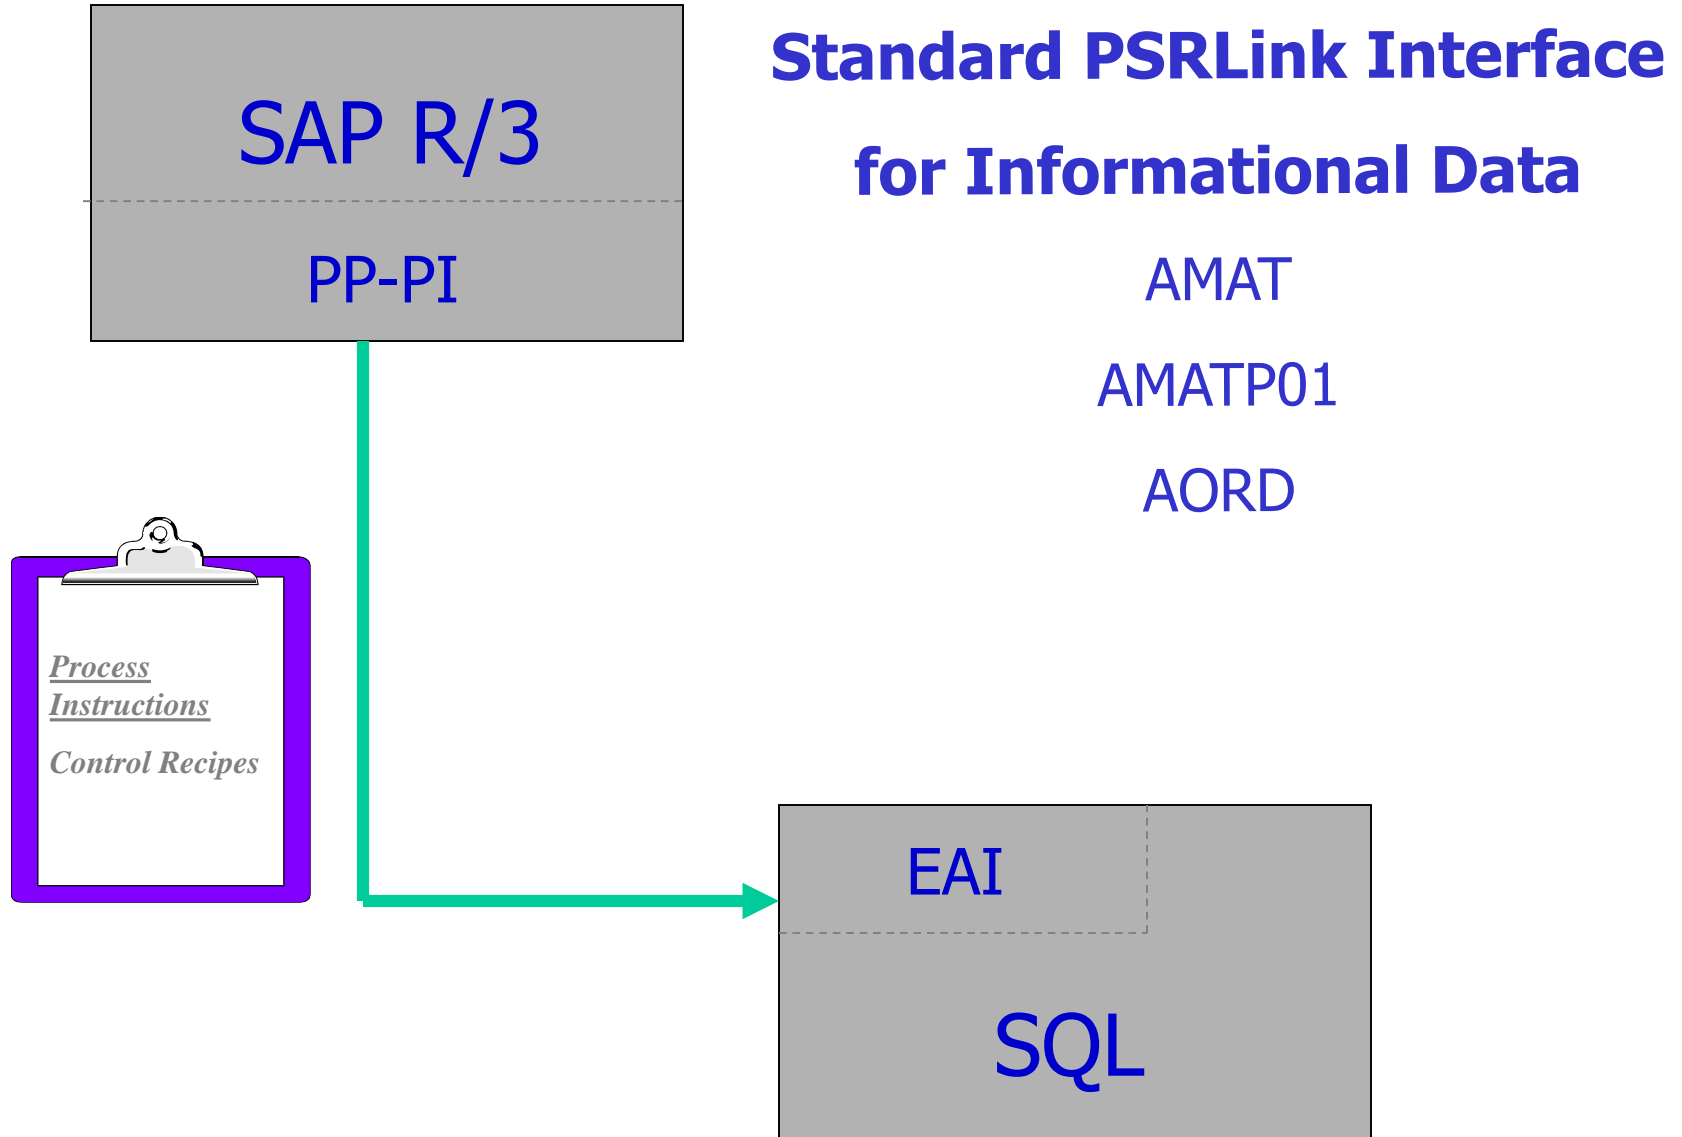 Standard PSRLink Interface
for Informational Data
AMAT
AMATP01
AORD
SAP R/3
PP-PI
Process
Instructions
Control Recipes
EAI
SQL